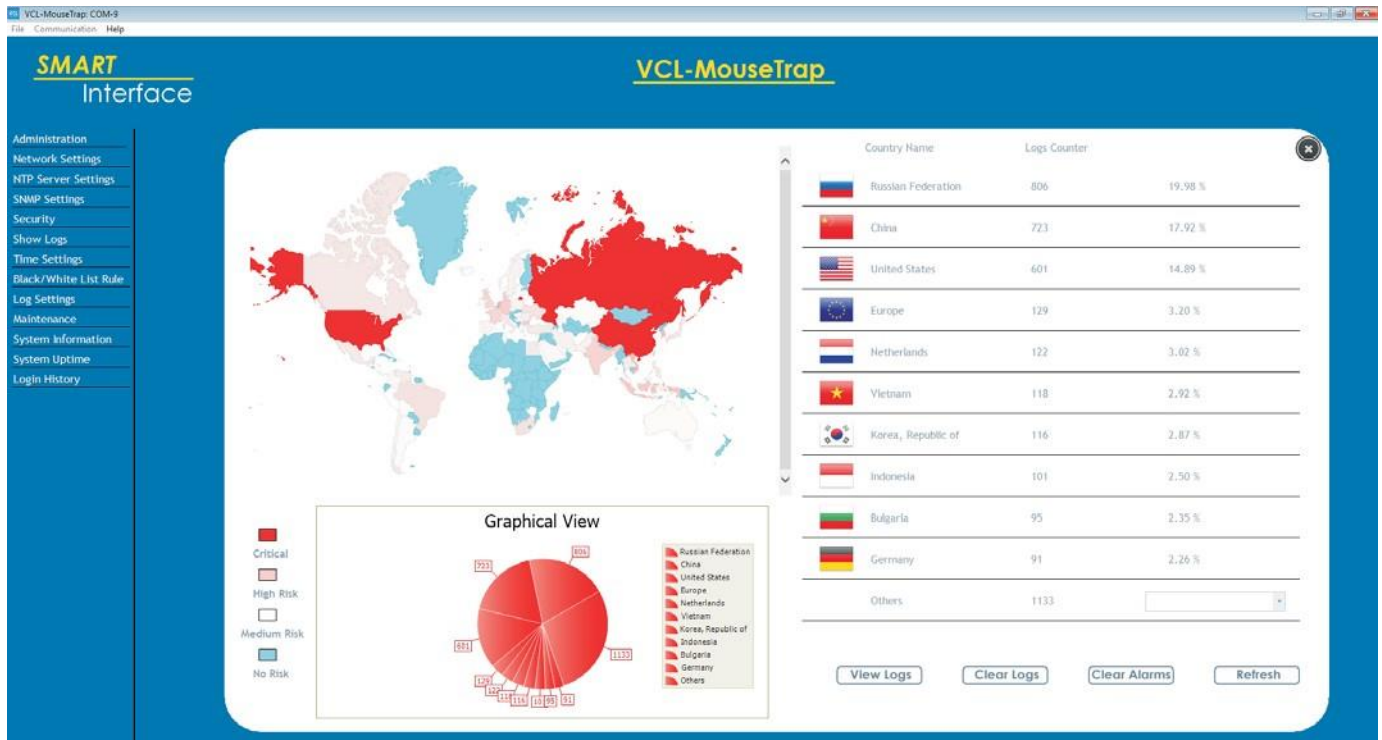 VCL-MouseTrap: COM-9
File Communication Help
SMART
Interface
VCL-MouseTrap
Administration
Network Settings
NTP Server Settings
SNMP Settings
Security
Show Logs
Time Settings
Black/White List Rule
Log Settings
Maintenance
System Information
System Uptime
Login History
Country Name Logs Counter
Russian Federation 806 19.98 %
China 723 17.92 %
United States 601 14.89 %
Europe 129 3.20 %
Netherlands 122 3.02 %
Vietnam 118 2.92 %
Korea, Republic of 116 2.87 %
Indonesia 101 2.50 %
Bulgaria 95 2.35 %
Germany 91 2.26 %
Others 1133
View Logs Clear Logs Clear Alarms Refresh
Critical
High Risk
Medium Risk
No Risk
Graphical View
806
723
601
1133
129
122
118
116
95
91
Russian Federation
China
United States
Europe
Netherlands
Vietnam
Korea, Republic of
Indonesia
Bulgaria
Germany
Others